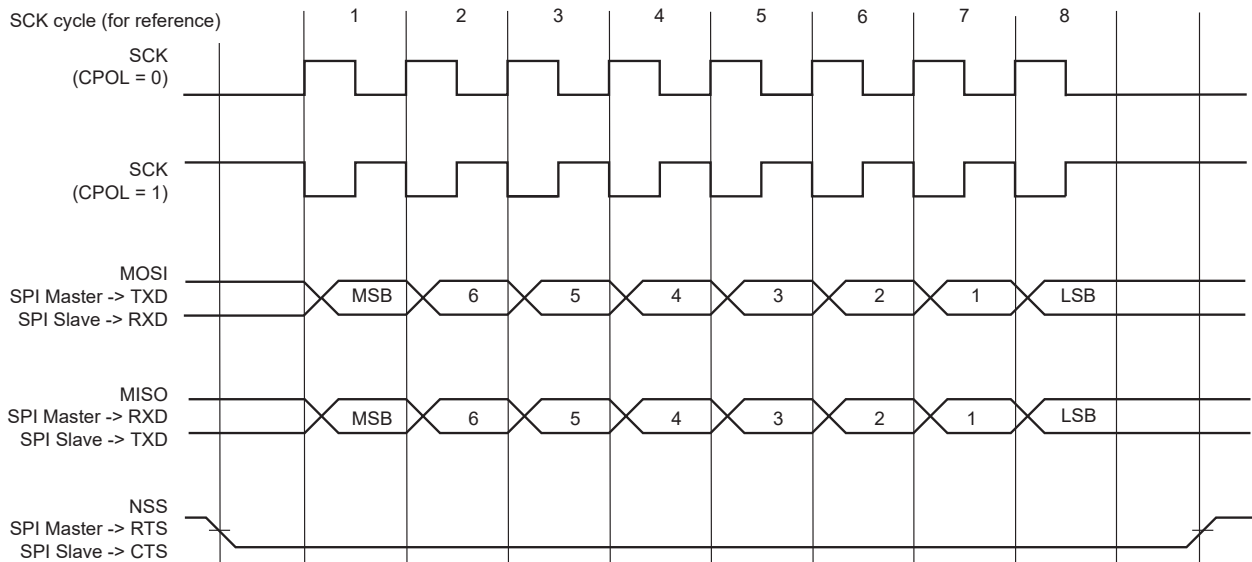 SCK cycle (for reference)
1 2 3 4 5 6 7 8
SCK
(CPOL = 0)
SCK
(CPOL = 1)
MOSI
SPI Master -> TXD
SPI Slave -> RXD
MSB 6 5 4 3 2 1 LSB
MISO
SPI Master -> RXD
SPI Slave -> TXD
MSB 6 5 4 3 2 1 LSB
NSS
SPI Master -> RTS
SPI Slave -> CTS